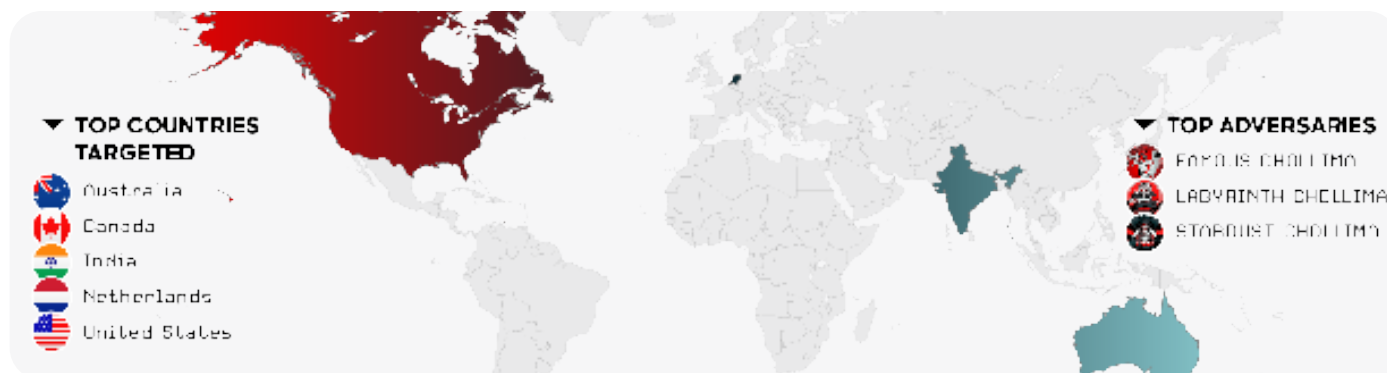 TOP COUNTRIES
TARGETED
Australia
Canada
India
Netherlands
United States
TOP ADVERSARIES
FAMOUS CHOLLIMA
LABYRINTH CHOLLIMA
STARDUST CHOLLIMA